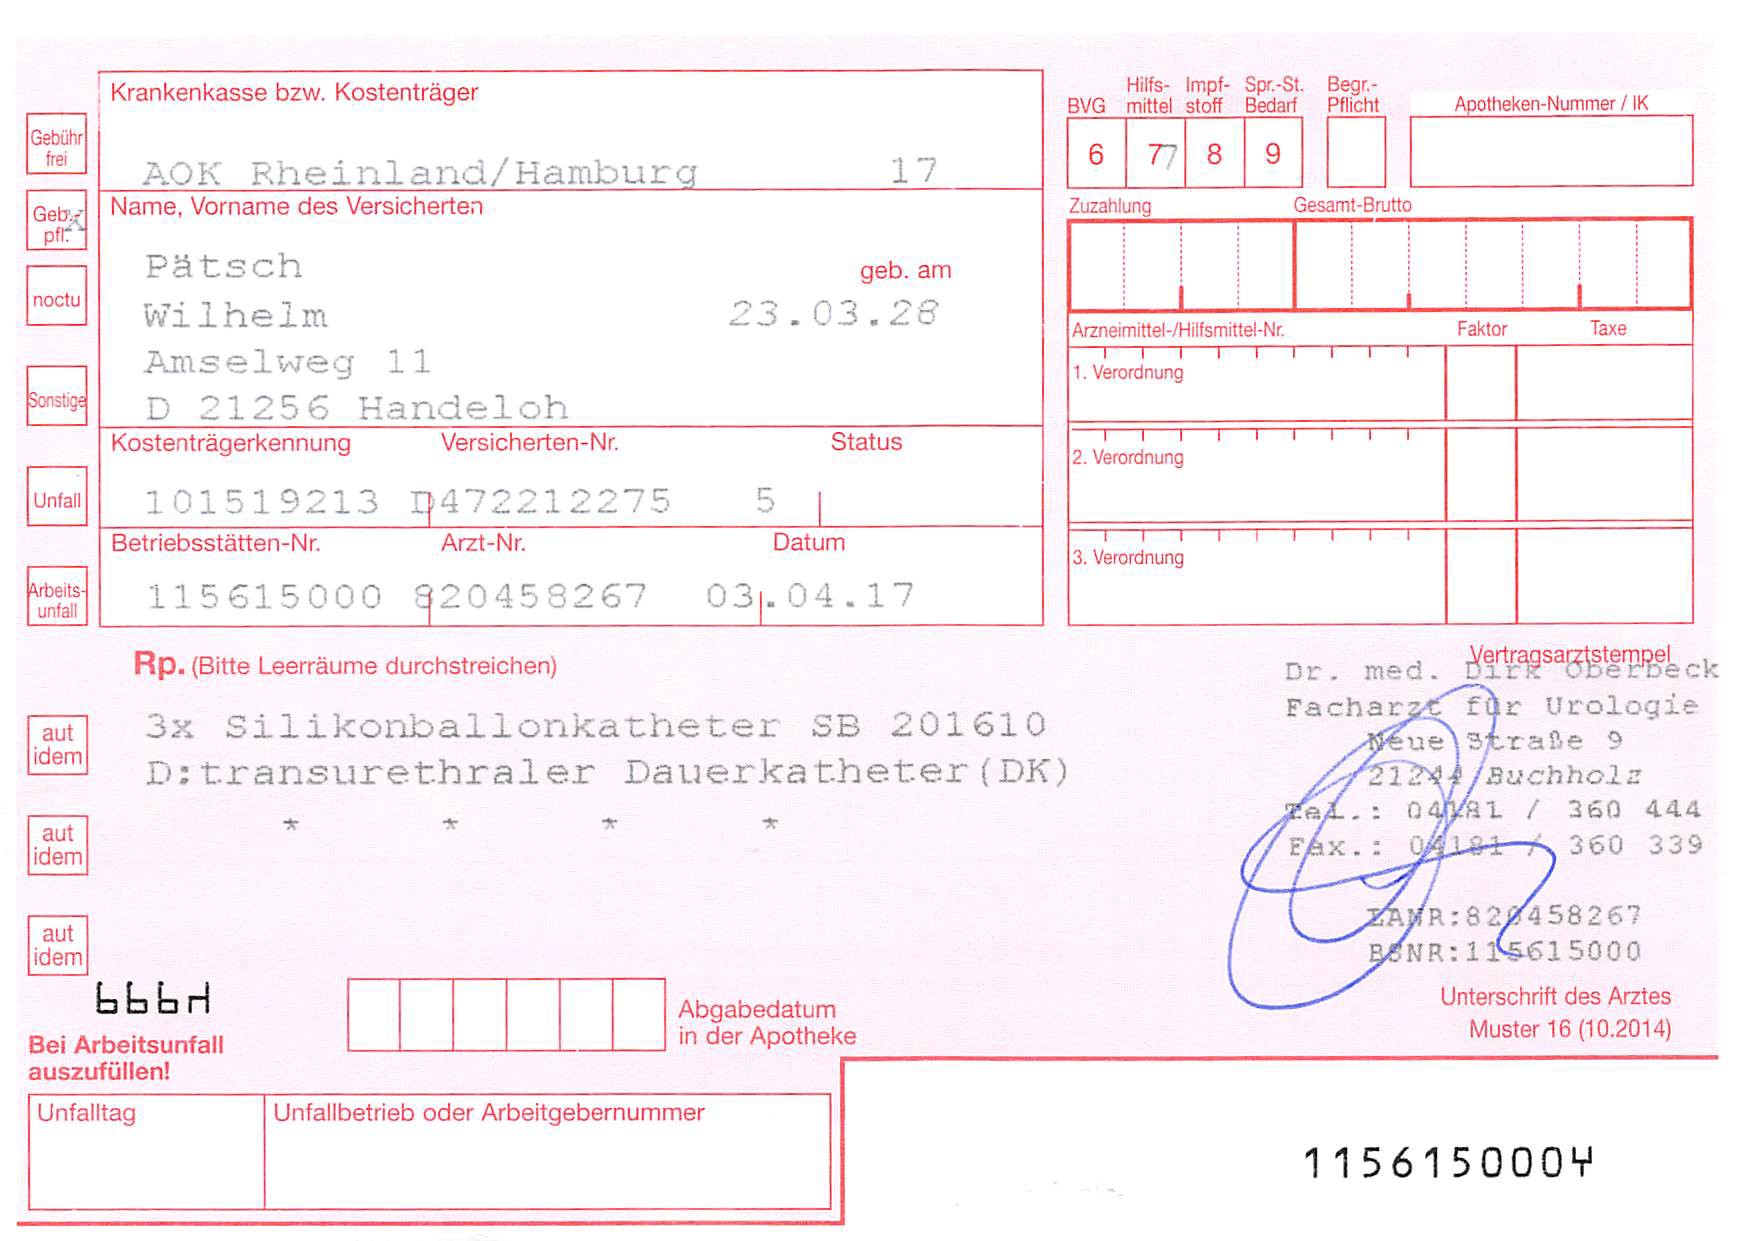 Krankenkasse bzw. Kostenträger
AOK Rheinland/Hamburg 17
Gebühr frei
Geb.- pfl. X
noctu
Sonstige
Unfall
Arbeits- unfall
Name, Vorname des Versicherten
Pätsch
geb. am
Wilhelm 23.03.28
Amselweg 11
D 21256 Handeloh
Kostenträgerkennung Versicherten-Nr. Status
101519213 D472212275 5
Betriebsstätten-Nr. Arzt-Nr. Datum
115615000 820458267 03.04.17
BVG Hilfs- mittel Impf- stoff Spr.-St. Bedarf Begr.- Pflicht Apotheken-Nummer / IK
6 7 7 8 9
Zuzahlung Gesamt-Brutto
Arzneimittel-/Hilfsmittel-Nr. Faktor Taxe
1. Verordnung
2. Verordnung
3. Verordnung
Rp. (Bitte Leerräume durchstreichen)
aut idem
3x Silikonballonkatheter SB 201610
D:transurethraler Dauerkatheter(DK)
aut idem
* * * *
aut idem
Vertragsarztstempel
Dr. med. Dirk Oberbeck
Facharzt für Urologie
Neue Straße 9
21244 Buchholz
Tel.: 04181 / 360 444
Fax.: 04181 / 360 339
LANR:820458267
BSNR:115615000
Unterschrift des Arztes
Muster 16 (10.2014)
Abgabedatum
in der Apotheke
Bei Arbeitsunfall
auszufüllen!
Unfalltag Unfallbetrieb oder Arbeitgebernummer
115615000